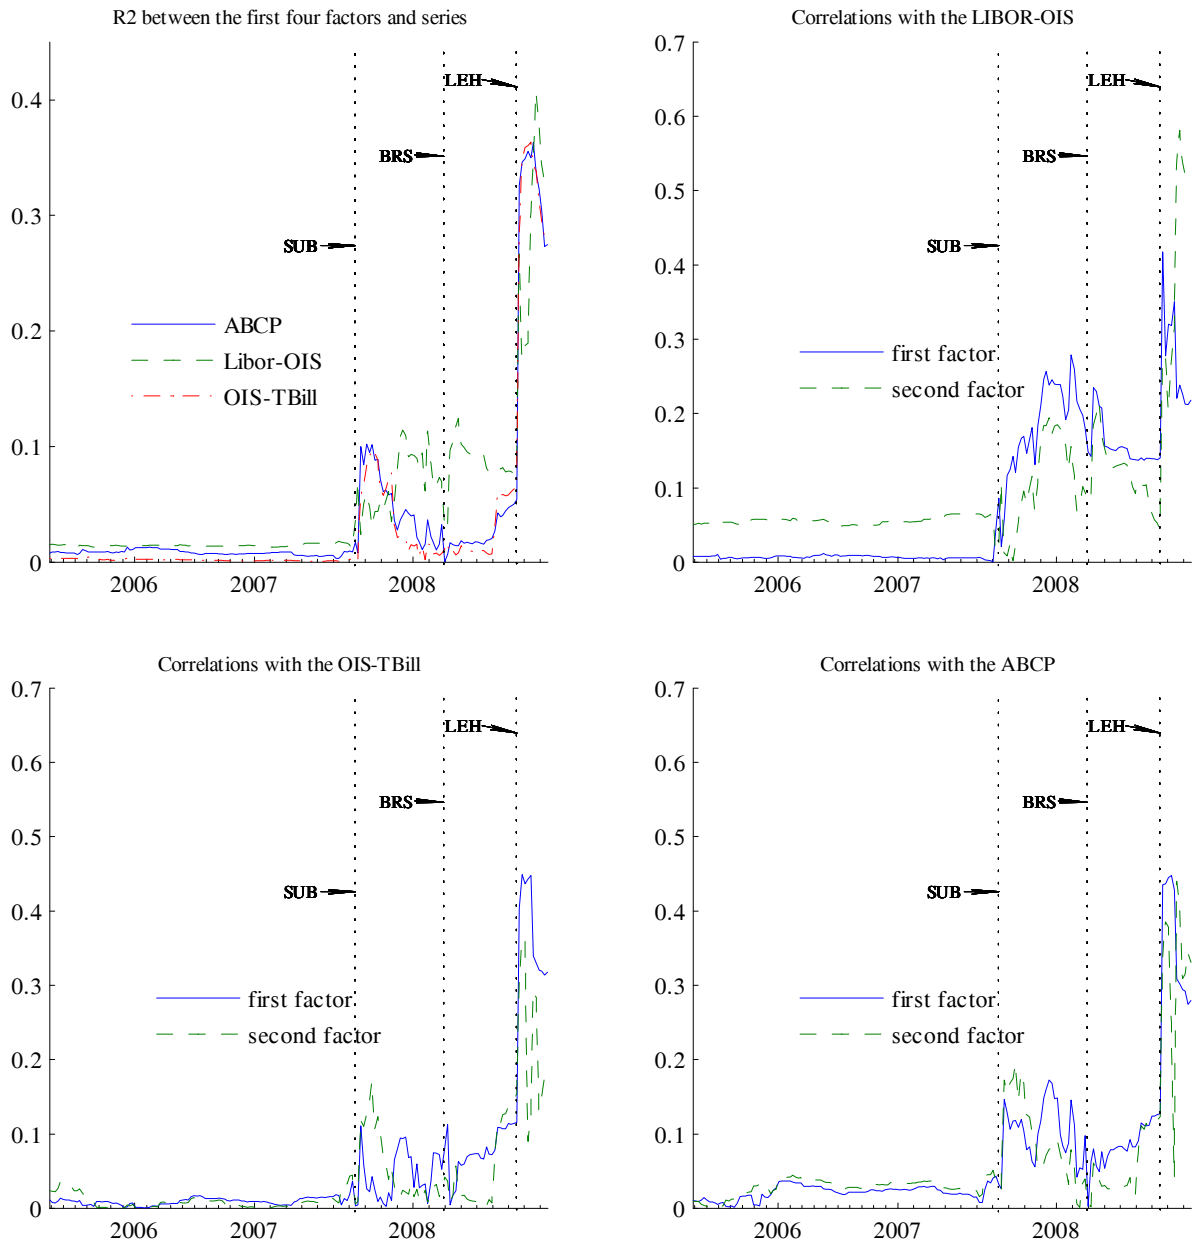 R2 between the first four factors and series
0.4
0.3
0.2
0.1
0
LEH
BRS
SUB
ABCP
Libor-OIS
OIS-TBill
2006 2007 2008
Correlations with the LIBOR-OIS
0.7
0.6
0.5
0.4
0.3
0.2
0.1
0
LEH
BRS
SUB
first factor
second factor
2006 2007 2008
Correlations with the OIS-TBill
0.7
0.6
0.5
0.4
0.3
0.2
0.1
0
LEH
BRS
SUB
first factor
second factor
2006 2007 2008
Correlations with the ABCP
0.7
0.6
0.5
0.4
0.3
0.2
0.1
0
LEH
BRS
SUB
first factor
second factor
2006 2007 2008